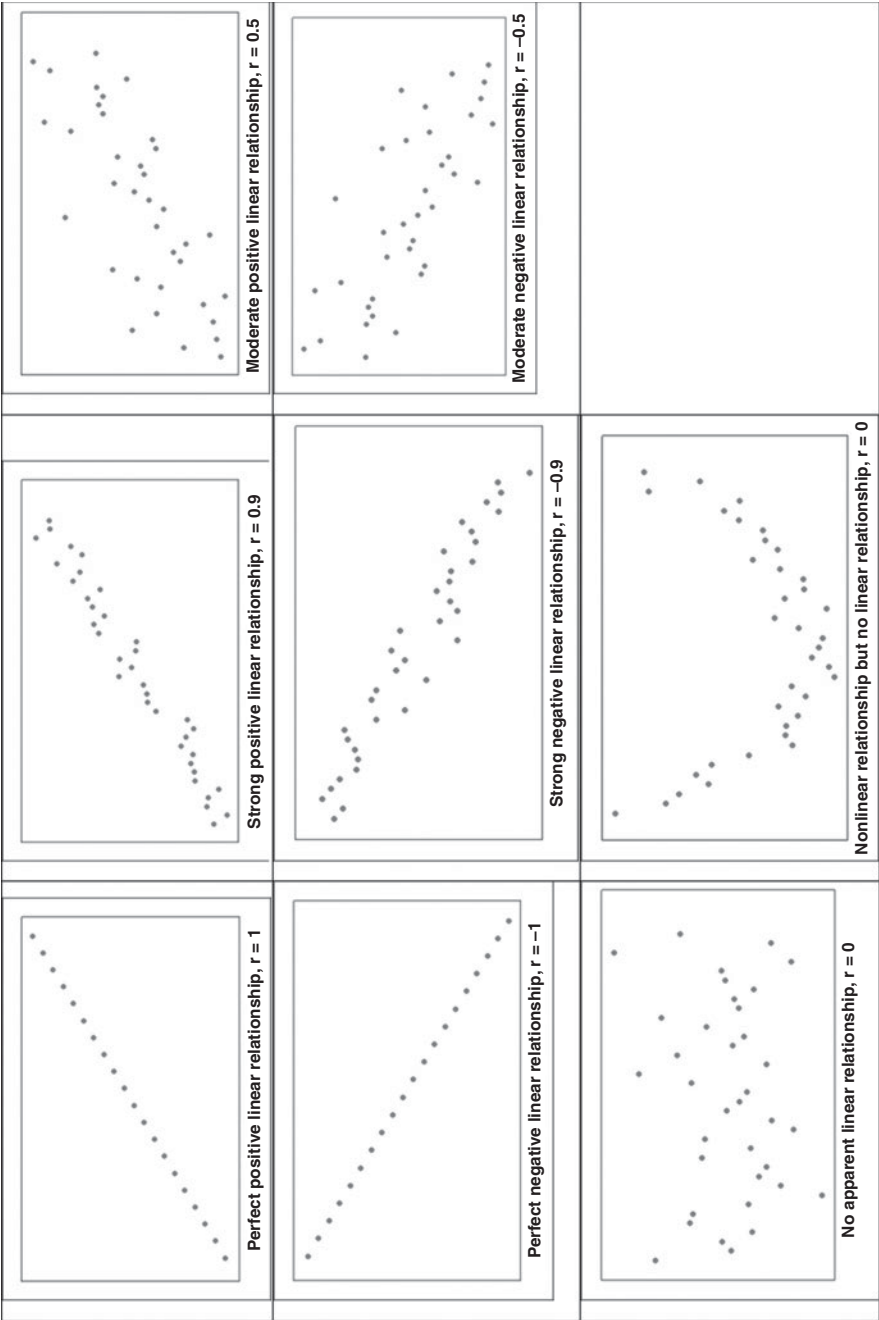 Perfect positive linear relationship, r = 1
Strong positive linear relationship, r = 0.9
Moderate positive linear relationship, r = 0.5
Perfect negative linear relationship, r = –1
Strong negative linear relationship, r = –0.9
Moderate negative linear relationship, r = –0.5
No apparent linear relationship, r = 0
Nonlinear relationship but no linear relationship, r = 0